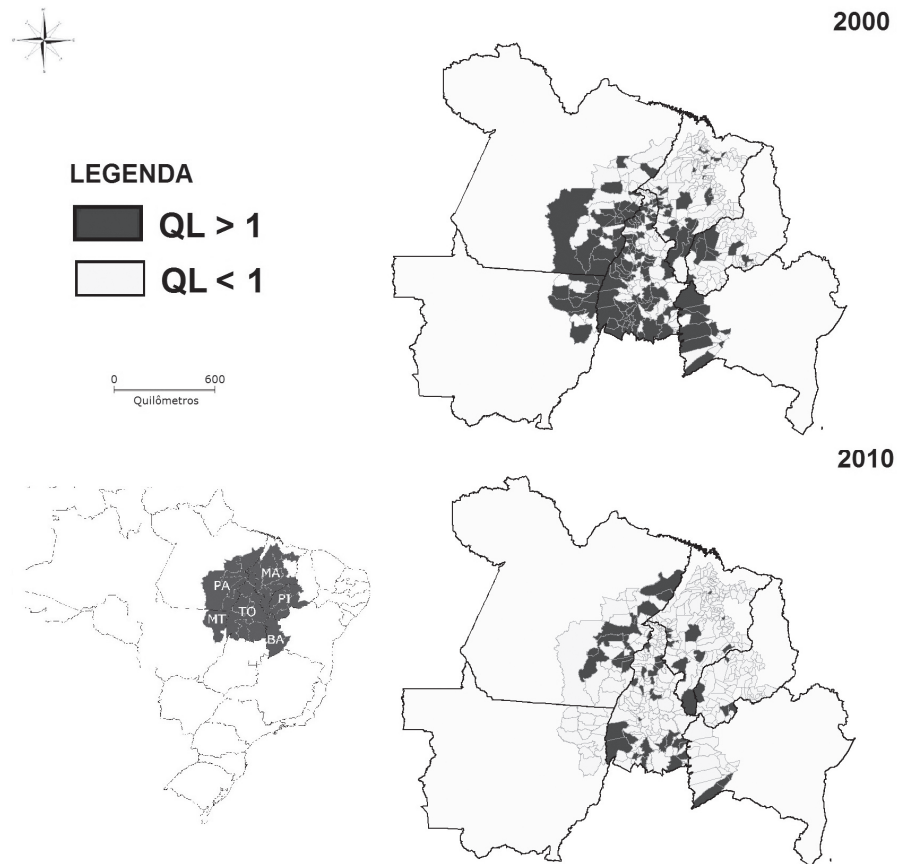 2000
LEGENDA
QL > 1
QL < 1
0 600
Quilômetros
2010
MA
PA
PI
TO
MT
BA